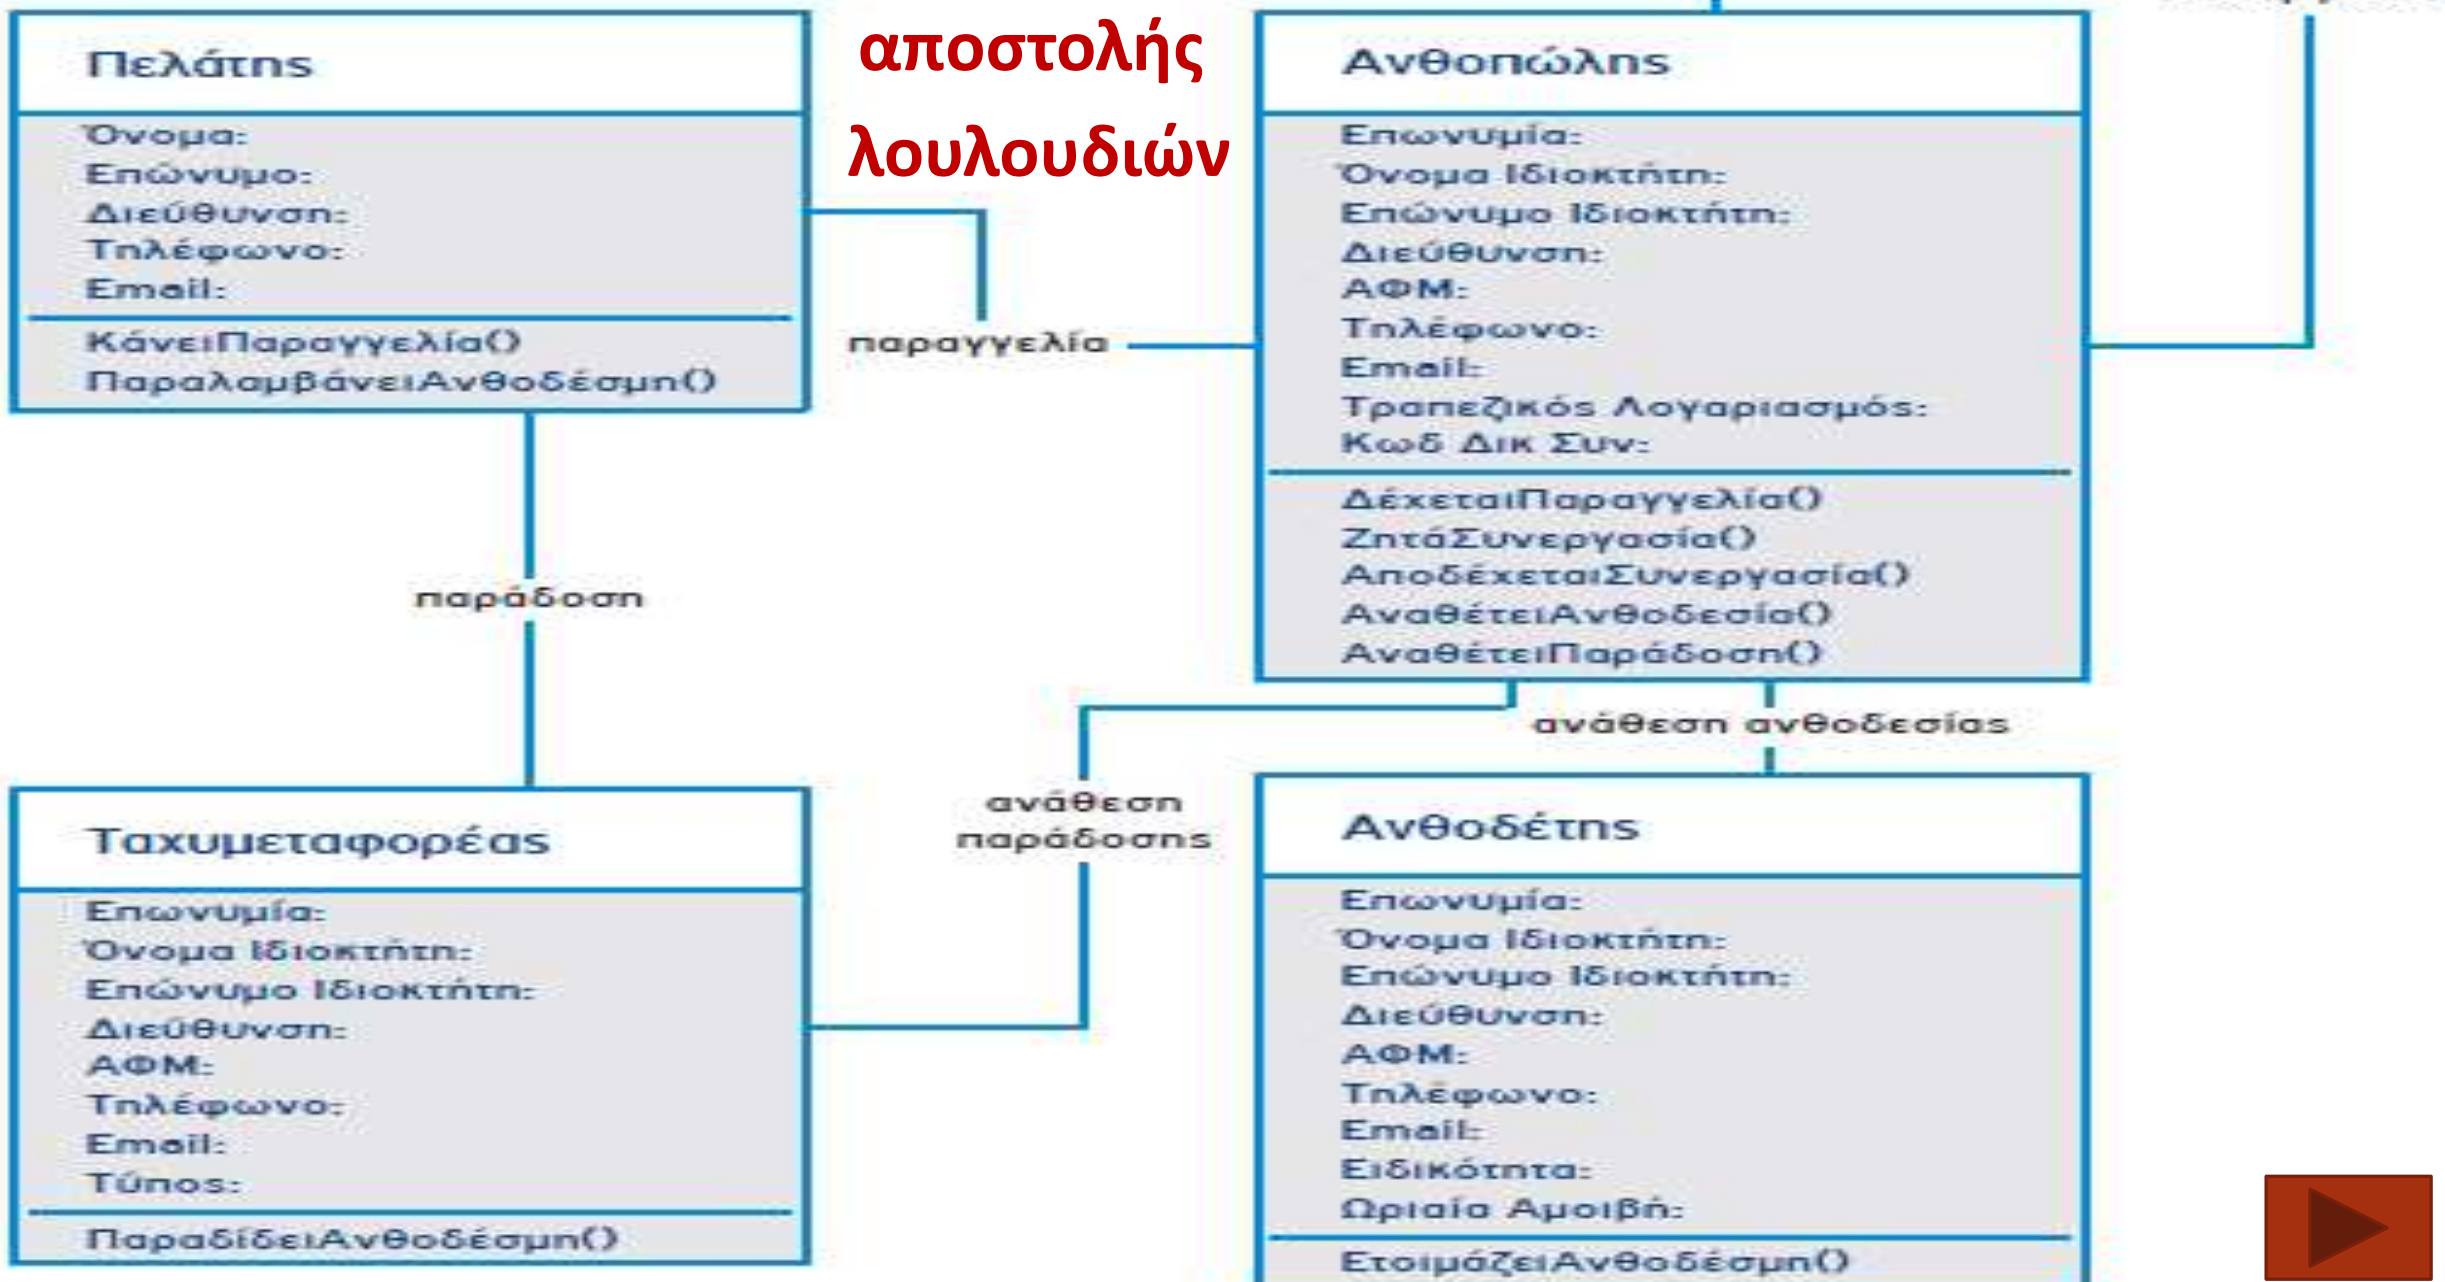 αποστολής
λουλουδιών
Πελάτης
Όνομα:
Επώνυμο:
Διεύθυνση:
Τηλέφωνο:
Email:
ΚάνειΠαραγγελία()
ΠαραλαμβάνειΑνθοδέσμη()
παραγγελία
Ανθοπώλης
Επωνυμία:
Όνομα Ιδιοκτήτη:
Επώνυμο Ιδιοκτήτη:
Διεύθυνση:
ΑΦΜ:
Τηλέφωνο:
Email:
Τραπεζικός Λογαριασμός:
Κωδ Δικ Συν:
ΔέχεταιΠαραγγελία()
ΖητάΣυνεργασία()
ΑποδέχεταιΣυνεργασία()
ΑναθέτειΑνθοδεσία()
ΑναθέτειΠαράδοση()
παράδοση
ανάθεση ανθοδεσίας
ανάθεση
παράδοσης
Ταχυμεταφορέας
Επωνυμία:
Όνομα Ιδιοκτήτη:
Επώνυμο Ιδιοκτήτη:
Διεύθυνση:
ΑΦΜ:
Τηλέφωνο:
Email:
Τύπος:
ΠαραδίδειΑνθοδέσμη()
Ανθοδέτης
Επωνυμία:
Όνομα Ιδιοκτήτη:
Επώνυμο Ιδιοκτήτη:
Διεύθυνση:
ΑΦΜ:
Τηλέφωνο:
Email:
Ειδικότητα:
Ωριαία Αμοιβή:
ΕτοιμάζειΑνθοδέσμη()